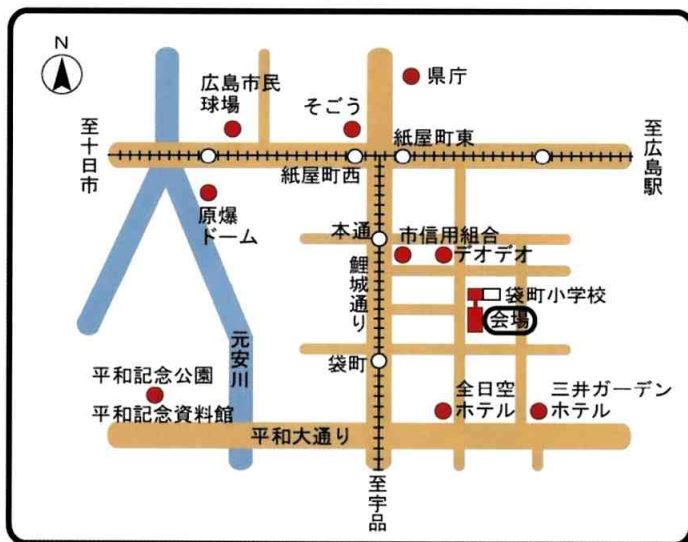 N
県庁
広島市民
球場
そごう
至十日市
紙屋町東
至広島駅
紙屋町西
原爆
ドーム
本通
市信用組合
デオデオ
鯉城通り
袋町小学校
会場
元安川
袋町
平和記念公園
平和記念資料館
全日空
ホテル
三井ガーデン
ホテル
平和大通り
至宇品